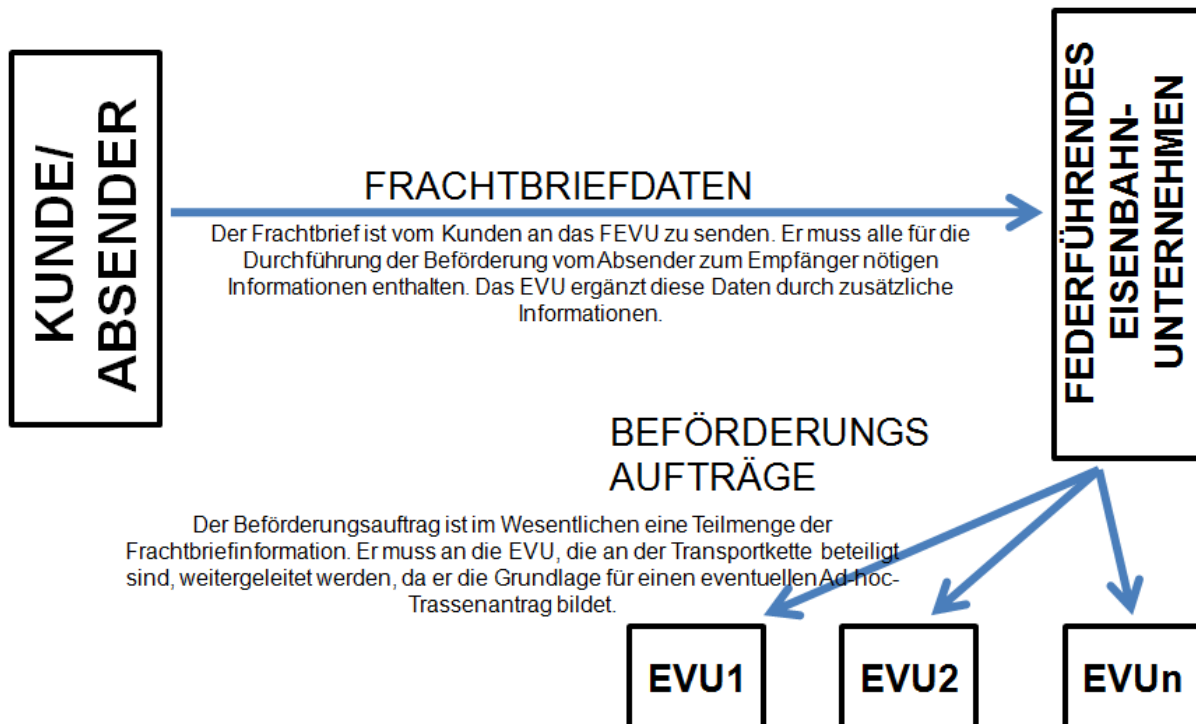 KUNDE/
ABSENDER
FRACHTBRIEFDATEN
Der Frachtbrief ist vom Kunden an das FEVU zu senden. Er muss alle für die
Durchführung der Beförderung vom Absender zum Empfänger nötigen
Informationen enthalten. Das EVU ergänzt diese Daten durch zusätzliche
Informationen.
FEDERFÜHRENDES
EISENBAHN-
UNTERNEHMEN
BEFÖRDERUNGS
AUFTRÄGE
Der Beförderungsauftrag ist im Wesentlichen eine Teilmenge der
Frachtbriefinformation. Er muss an die EVU, die an der Transportkette beteiligt
sind, weitergeleitet werden, da er die Grundlage für einen eventuellen Ad-hoc-
Trassenantrag bildet.
EVU1
EVU2
EVUn